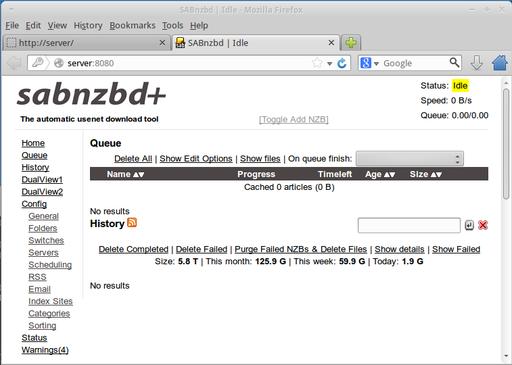 SABnzbd | Idle - Mozilla Firefox
File Edit View History Bookmarks Tools Help
http://server/
SABnzbd | Idle
server:8080
Google
sabnzbd+
The automatic usenet download tool
[Toggle Add NZB]
Status: Idle
Speed: 0 B/s
Queue: 0.00/0.00
Home
Queue
History
DualView1
DualView2
Config
General
Folders
Switches
Servers
Scheduling
RSS
Email
Index Sites
Categories
Sorting
Status
Warnings(4)
Queue
Delete All | Show Edit Options | Show files | On queue finish:
Name ▲▼ Progress Timeleft Age ▲▼ Size ▲▼
Cached 0 articles (0 B)
No results
History
Delete Completed | Delete Failed | Purge Failed NZBs & Delete Files | Show details | Show Failed
Size: 5.8 T | This month: 125.9 G | This week: 59.9 G | Today: 1.9 G
No results